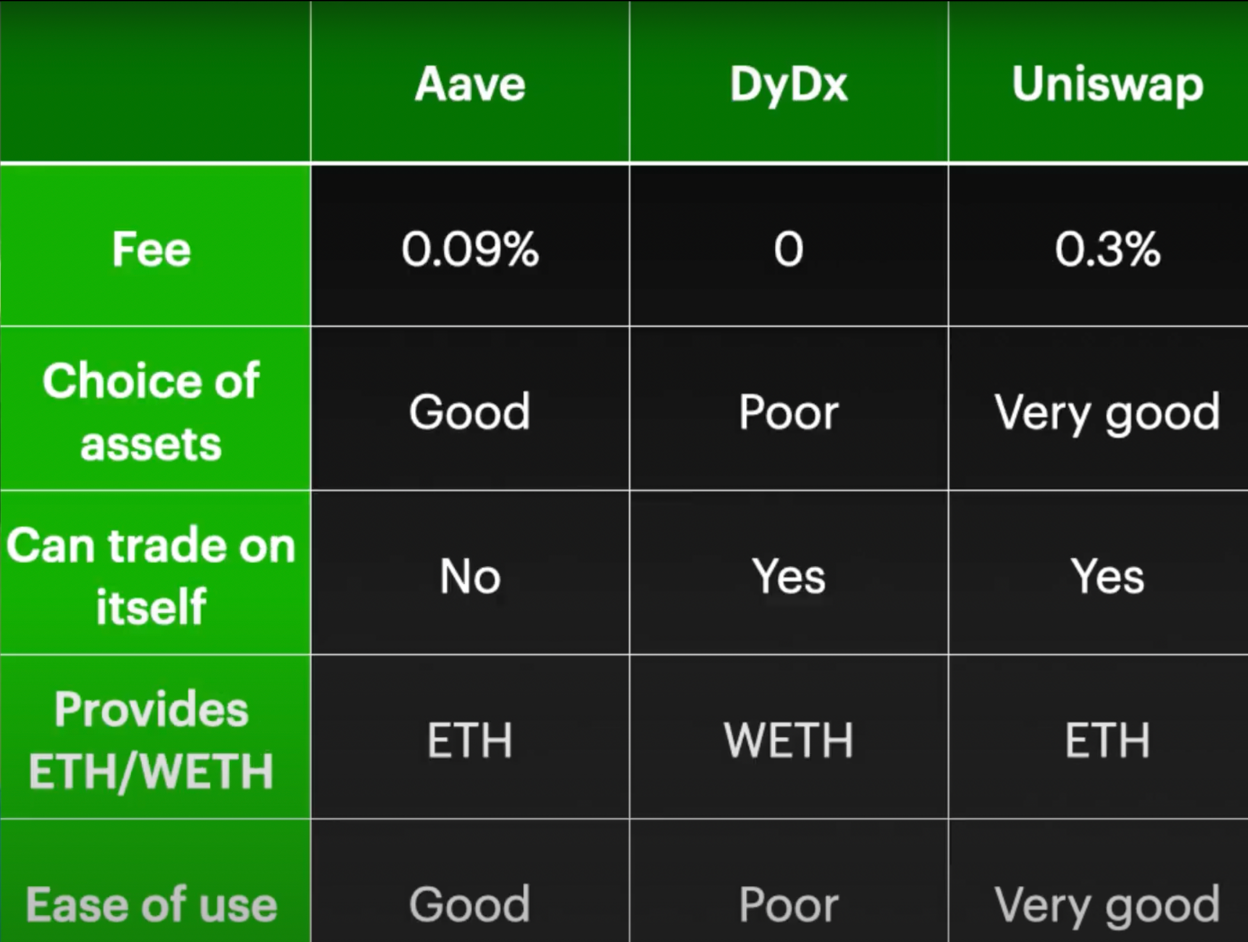 Aave DyDx Uniswap
Fee 0.09% 0 0.3%
Choice of
assets Good Poor Very good
Can trade on
itself No Yes Yes
Provides
ETH/WETH ETH WETH ETH
Ease of use Good Poor Very good